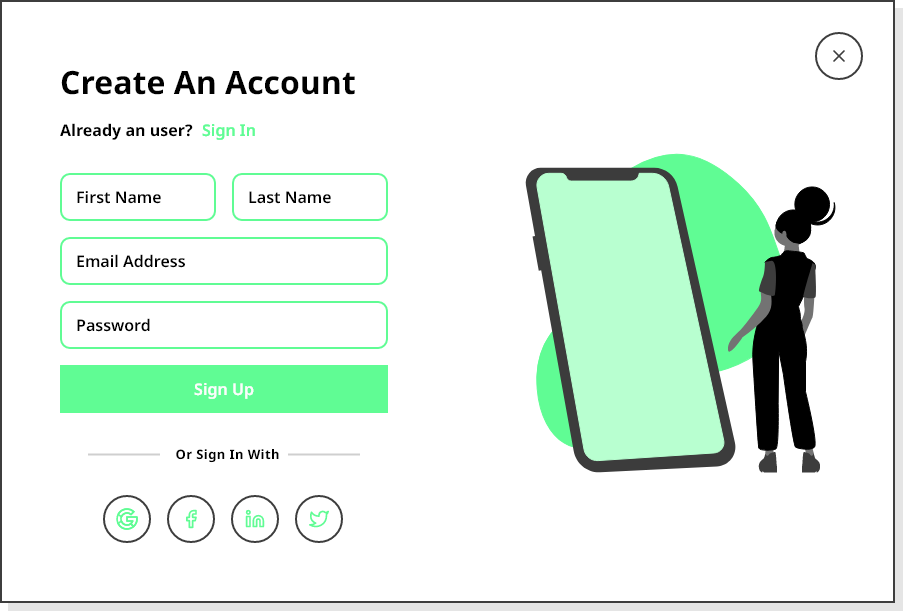 Create An Account
Already an user? Sign In
First Name Last Name
Email Address
Password
Sign Up
Or Sign In With